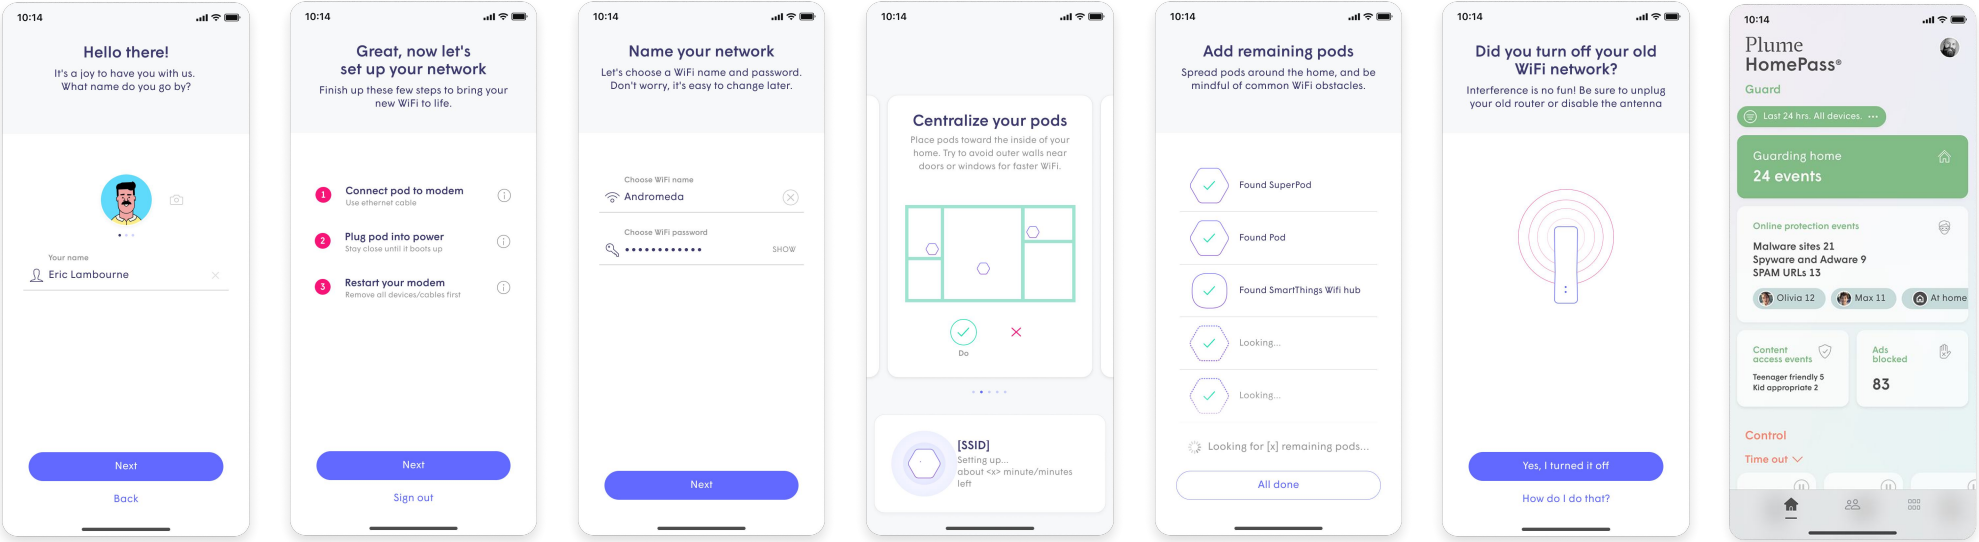 10:14
Hello there!
It's a joy to have you with us.
What name do you go by?
Your name
Eric Lambourne
Next
Back
10:14
Great, now let's
set up your network
Finish up these few steps to bring your
new WiFi to life.
1
Connect pod to modem
Use ethernet cable
2
Plug pod into power
Stay close until it boots up
3
Restart your modem
Remove all devices/cables first
Next
Sign out
10:14
Name your network
Let's choose a WiFi name and password.
Don't worry, it's easy to change later.
Choose WiFi name
Andromeda
Choose WiFi password
SHOW
Next
10:14
Centralize your pods
Place pods toward the inside of your
home. Try to avoid outer walls near
doors or windows for faster WiFi.
Do
[SSID]
Setting up...
about <x> minute/minutes
left
10:14
Add remaining pods
Spread pods around the home, and be
mindful of common WiFi obstacles.
Found SuperPod
Found Pod
Found SmartThings Wifi hub
Looking...
Looking...
Looking for [x] remaining pods...
All done
10:14
Did you turn off your old
WiFi network?
Interference is no fun! Be sure to unplug
your old router or disable the antenna
Yes, I turned it off
How do I do that?
10:14
Plume
HomePass®
Guard
Last 24 hrs. All devices. •••
Guarding home
24 events
Online protection events
Malware sites 21
Spyware and Adware 9
SPAM URLs 13
Olivia 12
Max 11
At home
Content
access events
Teenager friendly 5
Kid appropriate 2
Ads
blocked
83
Control
Time out